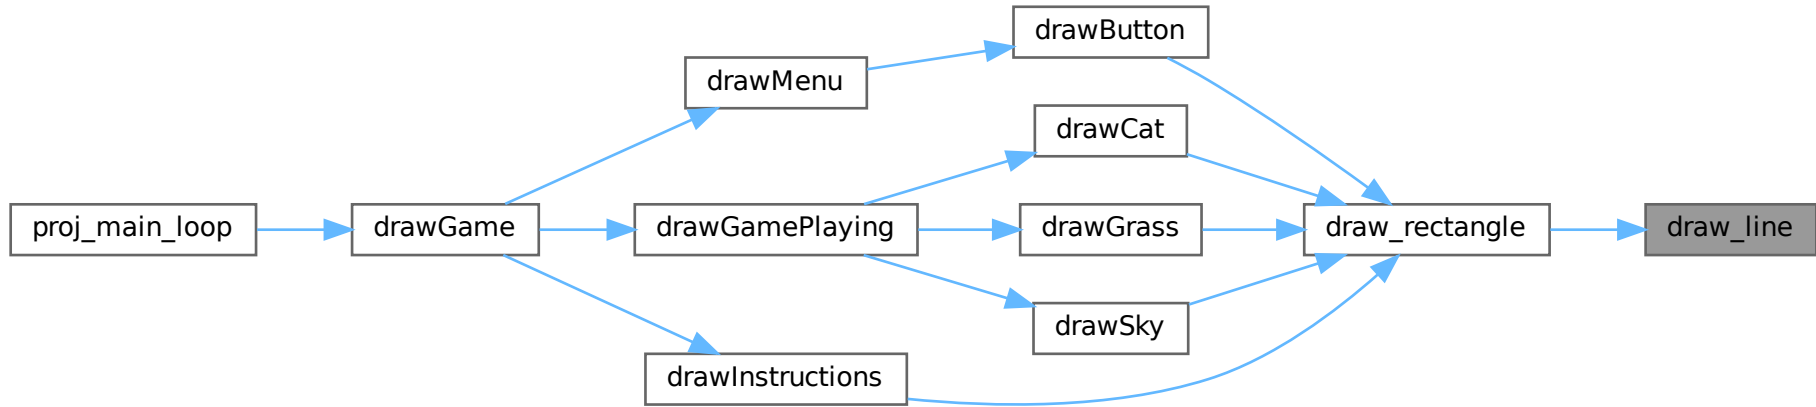 drawButton
drawMenu
drawCat
proj_main_loop
drawGame
drawGamePlaying
drawGrass
draw_rectangle
draw_line
drawSky
drawInstructions